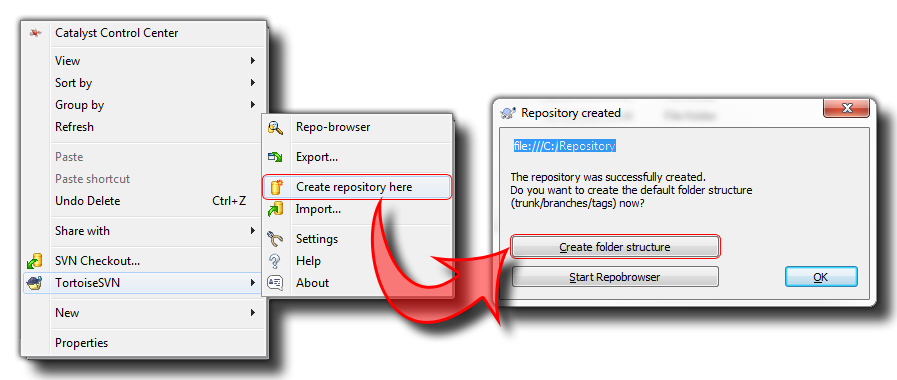 Catalyst Control Center
View
Sort by
Group by
Refresh
Paste
Paste shortcut
Undo Delete Ctrl+Z
Share with
SVN Checkout...
TortoiseSVN
New
Properties
Repo-browser
Export...
Create repository here
Import...
Settings
Help
About
Repository created
file:///C:/Repository
The repository was successfully created.
Do you want to create the default folder structure
(trunk/branches/tags) now?
Create folder structure
Start Repobrowser
OK